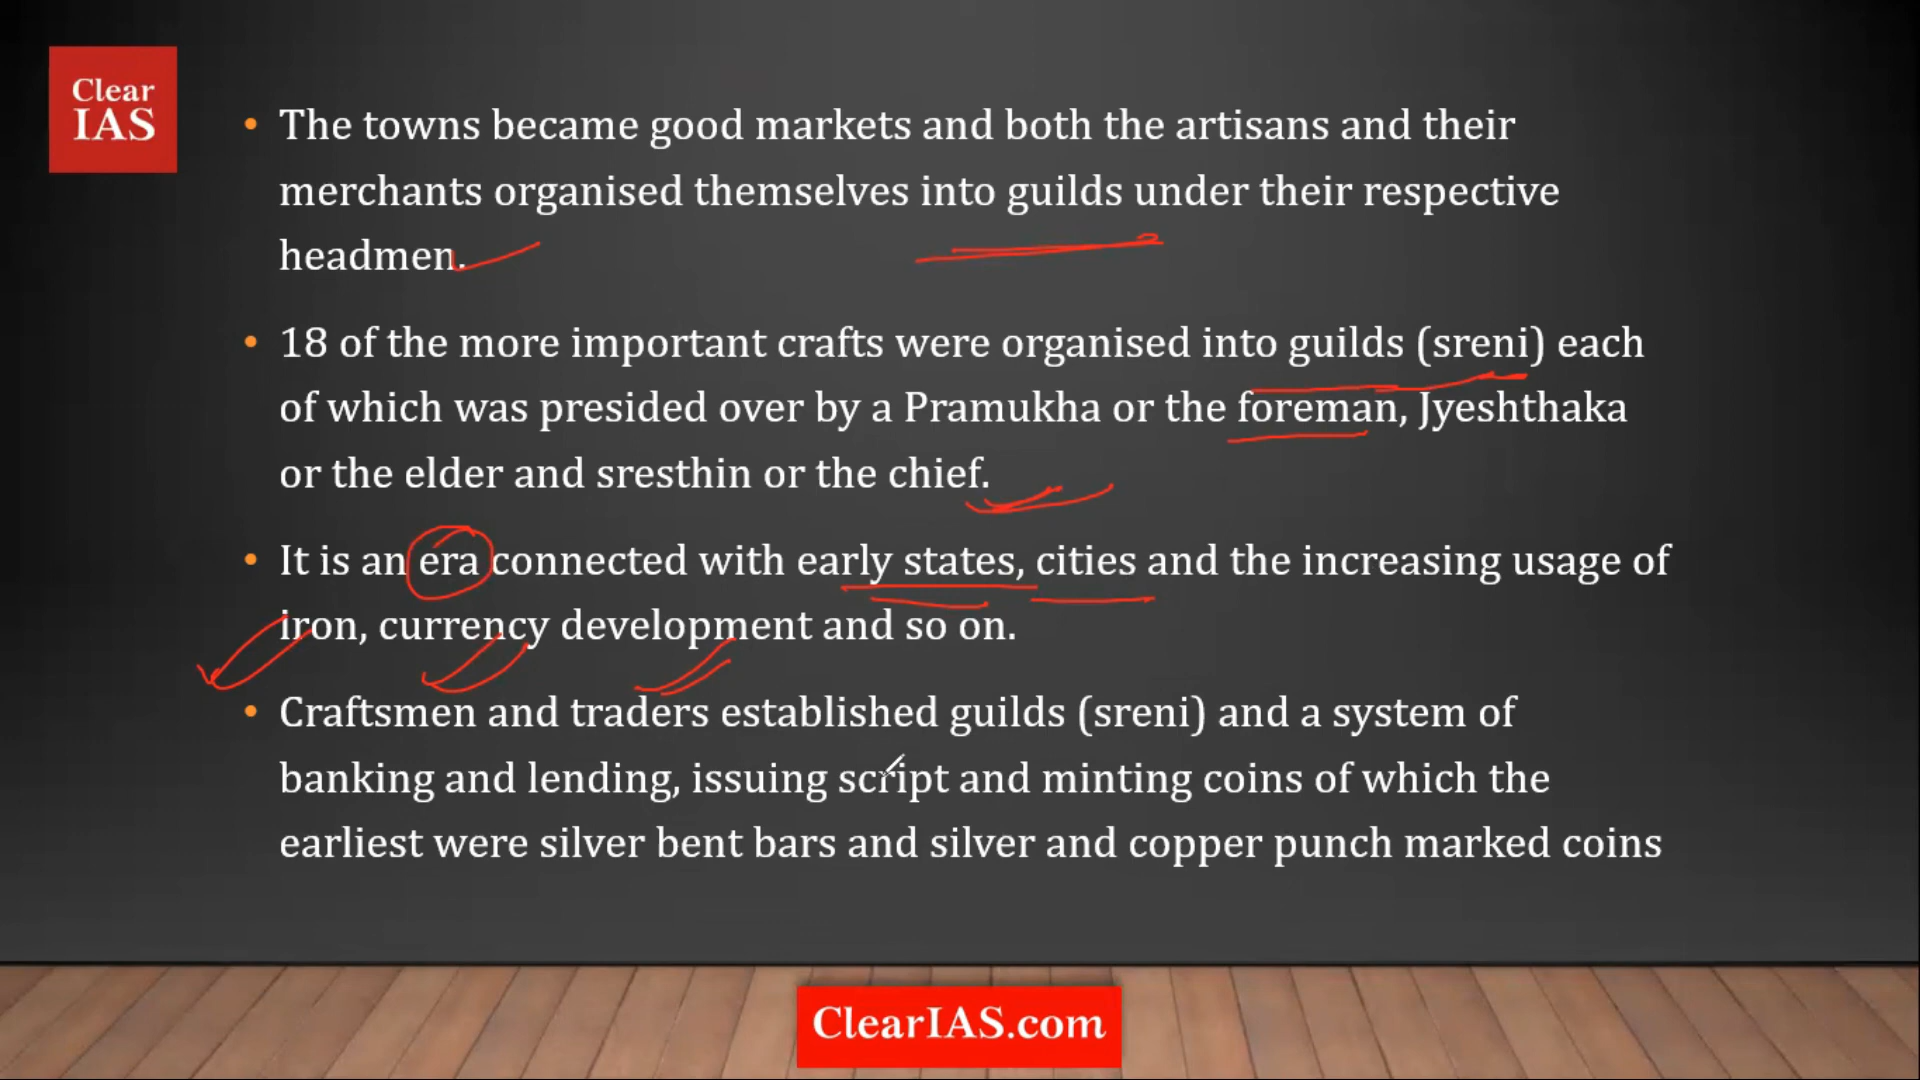 Clear
IAS
• The towns became good markets and both the artisans and their
merchants organised themselves into guilds under their respective
headmen.
• 18 of the more important crafts were organised into guilds (sreni) each
of which was presided over by a Pramukha or the foreman, Jyeshthaka
or the elder and sresthin or the chief.
• It is an era connected with early states, cities and the increasing usage of
iron, currency development and so on.
• Craftsmen and traders established guilds (sreni) and a system of
banking and lending, issuing script and minting coins of which the
earliest were silver bent bars and silver and copper punch marked coins
ClearIAS.com